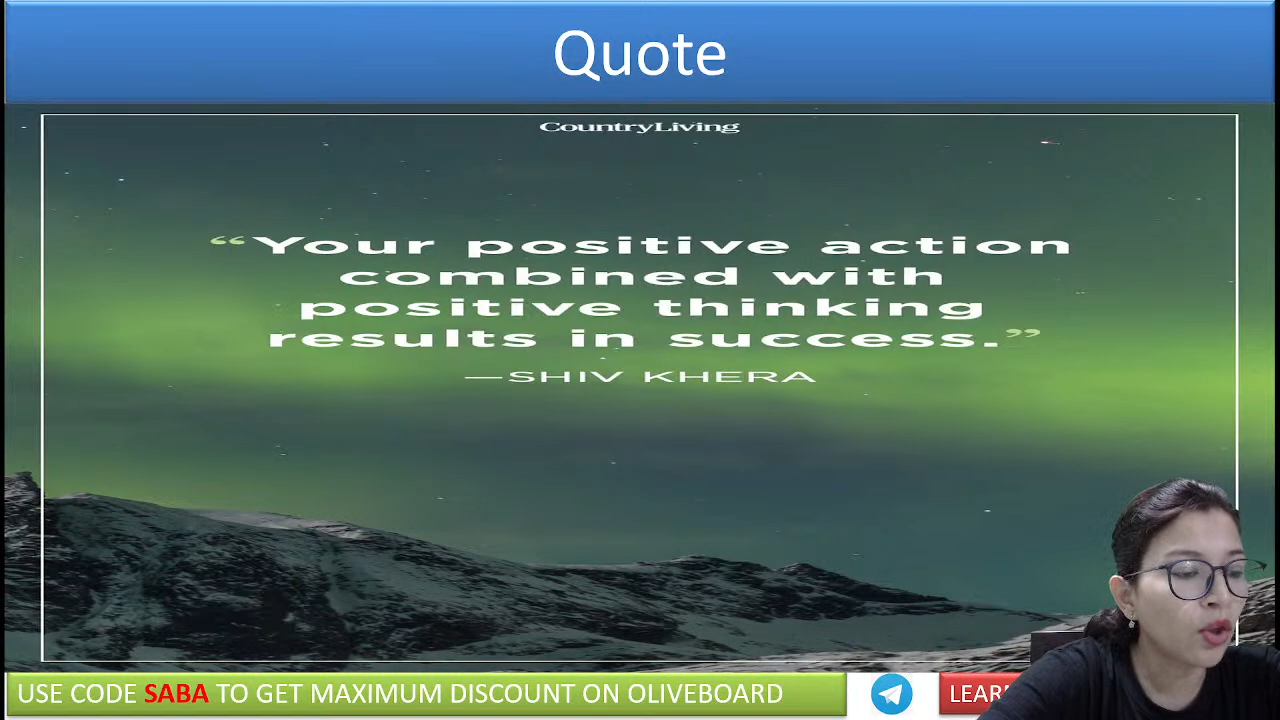 Quote
CountryLiving
“Your positive action
combined with
positive thinking
results in success.”
—SHIV KHERA
USE CODE SABA TO GET MAXIMUM DISCOUNT ON OLIVEBOARD